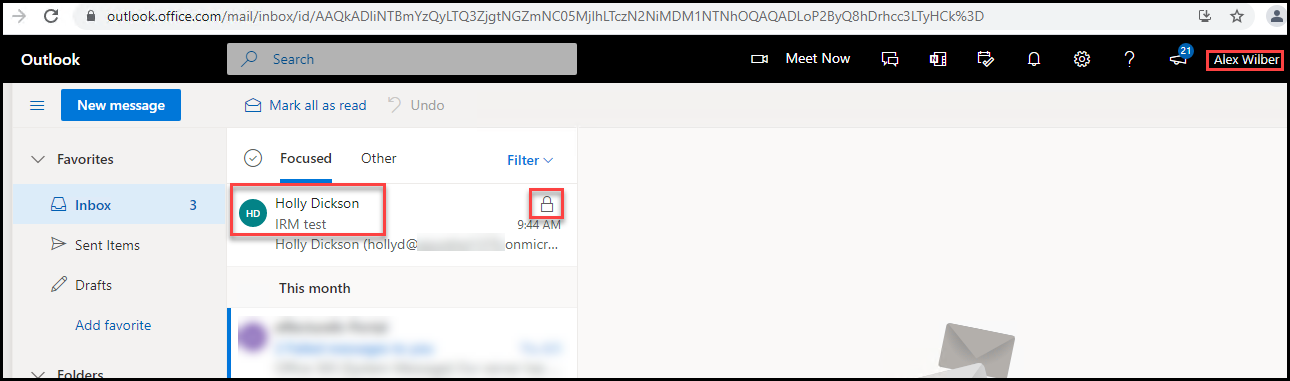 outlook.office.com/mail/inbox/id/AAQkADliNTBmYzQyLTQ3ZjgtNGZmNC05MjlhLTczN2NiMDM1NTNhOQAQADLoP2ByQ8hDrhcc3LTyHCk%3D
Outlook
Search
Meet Now
21
Alex Wilber
New message
Mark all as read
Undo
Favorites
Focused
Other
Filter
Inbox
3
HD
Holly Dickson
IRM test
9:44 AM
Holly Dickson (hollyd@
onmicr...
Sent Items
Drafts
This month
Add favorite
Folders